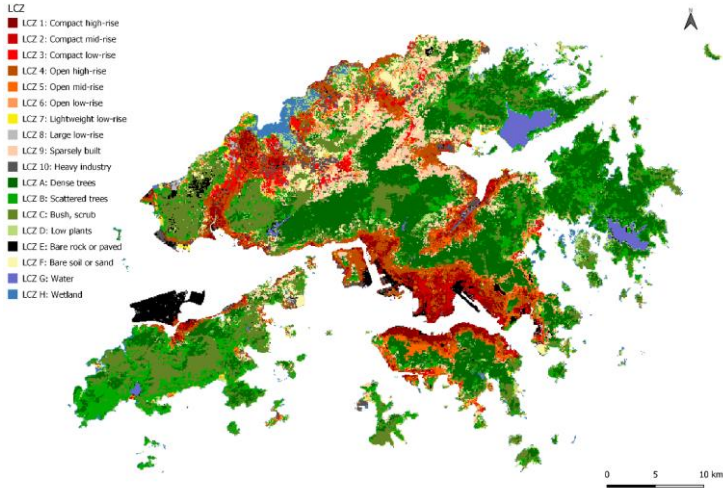 LCZ
LCZ 1: Compact high-rise
LCZ 2: Compact mid-rise
LCZ 3: Compact low-rise
LCZ 4: Open high-rise
LCZ 5: Open mid-rise
LCZ 6: Open low-rise
LCZ 7: Lightweight low-rise
LCZ 8: Large low-rise
LCZ 9: Sparsely built
LCZ 10: Heavy industry
LCZ A: Dense trees
LCZ B: Scattered trees
LCZ C: Bush, scrub
LCZ D: Low plants
LCZ E: Bare rock or paved
LCZ F: Bare soil or sand
LCZ G: Water
LCZ H: Wetland
N
0 5 10 km